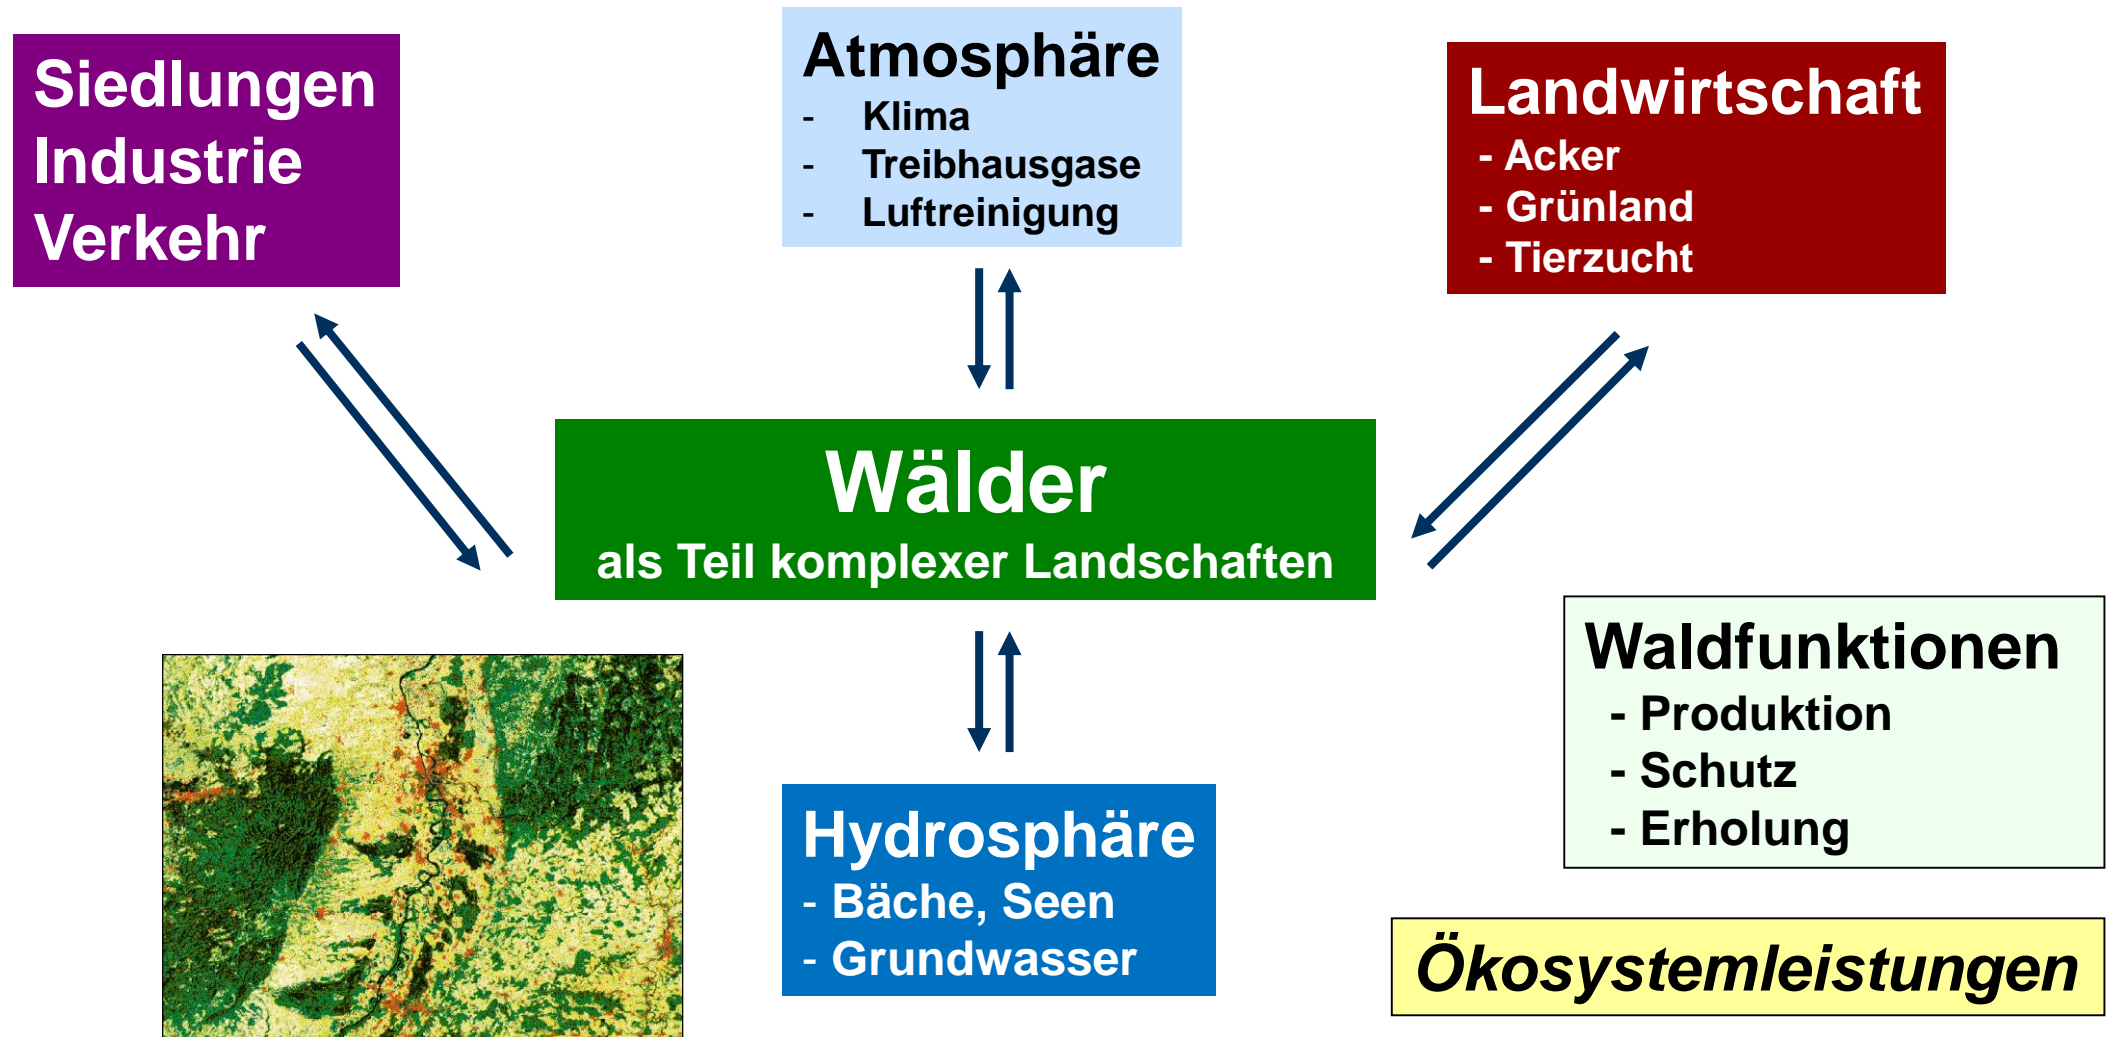 Siedlungen
Industrie
Verkehr
Atmosphäre
- Klima
- Treibhausgase
- Luftreinigung
Landwirtschaft
- Acker
- Grünland
- Tierzucht
Wälder
als Teil komplexer Landschaften
Hydrosphäre
- Bäche, Seen
- Grundwasser
Waldfunktionen
- Produktion
- Schutz
- Erholung
Ökosystemleistungen